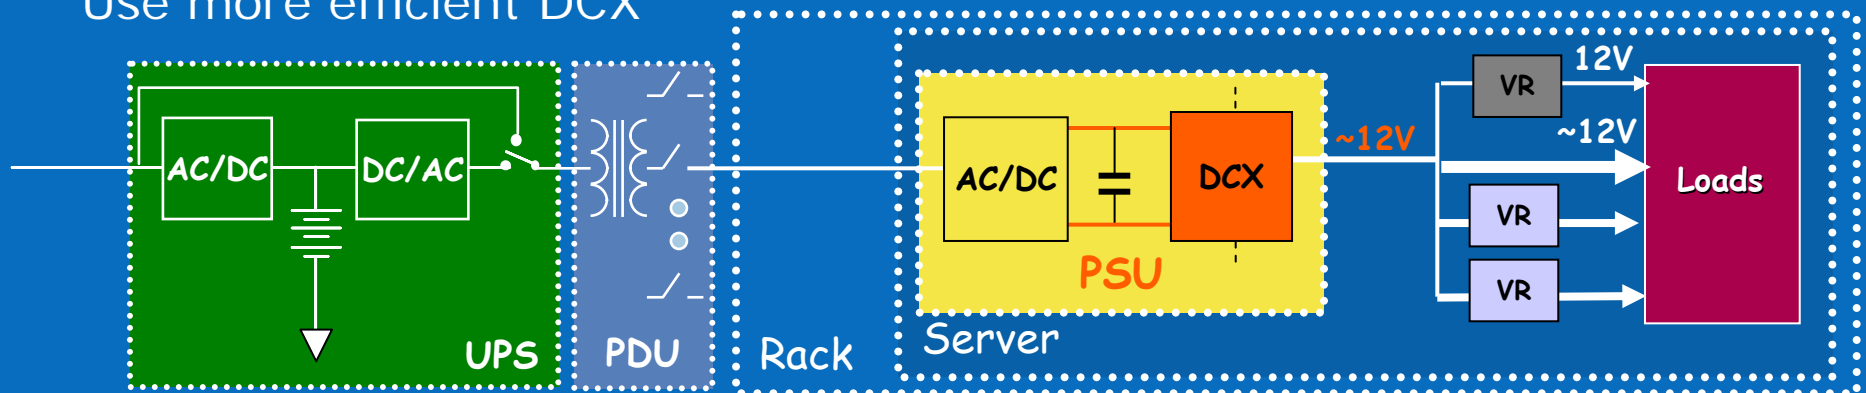 Use more efficient DCX
AC/DC
DC/AC
UPS
PDU
Rack
AC/DC
DCX
PSU
Server
~12V
VR
12V
~12V
VR
VR
Loads